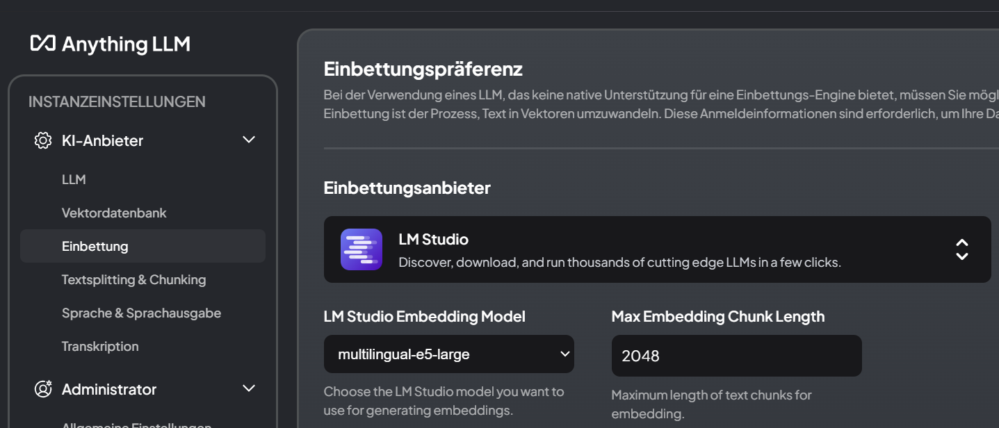 Anything LLM
INSTANZEINSTELLUNGEN
KI-Anbieter
LLM
Vektordatenbank
Einbettung
Textsplitting & Chunking
Sprache & Sprachausgabe
Transkription
Administrator
Allgemeine Einstellungen
Einbettungspräferenz
Bei der Verwendung eines LLM, das keine native Unterstützung für eine Einbettungs-Engine bietet, müssen Sie
Einbettung ist der Prozess, Text in Vektoren umzuwandeln. Diese Anmeldeinformationen sind erforderlich, um Ihre
Einbettungsanbieter
LM Studio
Discover, download, and run thousands of cutting edge LLMs in a few clicks.
LM Studio Embedding Model
multilingual-e5-large
Choose the LM Studio model you want to
use for generating embeddings.
Max Embedding Chunk Length
2048
Maximum length of text chunks for
embedding.